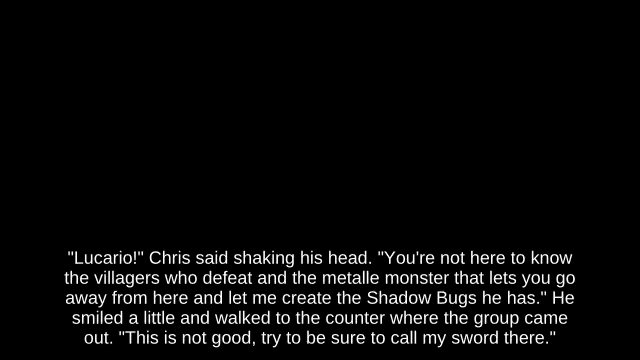 "Lucario!" Chris said shaking his head. "You're not here to know
the villagers who defeat and the metalle monster that lets you go
away from here and let me create the Shadow Bugs he has." He
smiled a little and walked to the counter where the group came
out. "This is not good, try to be sure to call my sword there."